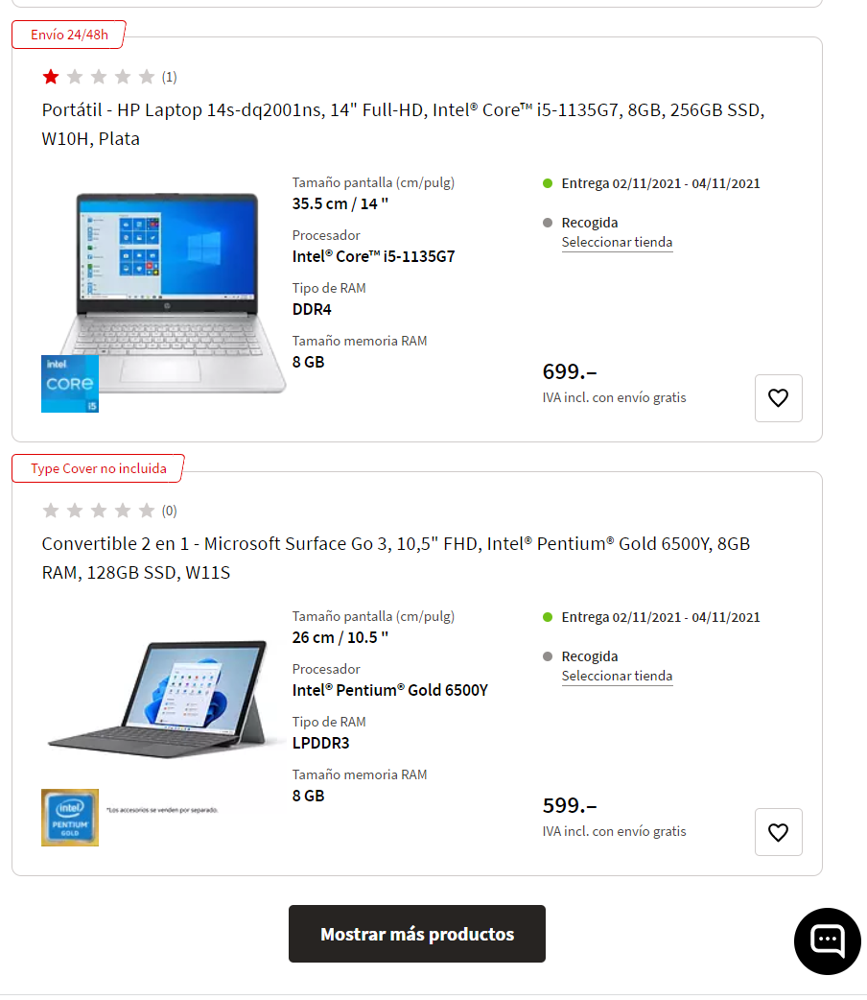 Envío 24/48h
(1)
Portátil - HP Laptop 14s-dq2001ns, 14" Full-HD, Intel® Core™ i5-1135G7, 8GB, 256GB SSD,
W10H, Plata
Tamaño pantalla (cm/pulg)
35.5 cm / 14 "
Procesador
Intel® Core™ i5-1135G7
Tipo de RAM
DDR4
Tamaño memoria RAM
8 GB
Entrega 02/11/2021 - 04/11/2021
Recogida
Seleccionar tienda
699.–
IVA incl. con envío gratis
intel
CORE
i5
Type Cover no incluida
(0)
Convertible 2 en 1 - Microsoft Surface Go 3, 10,5" FHD, Intel® Pentium® Gold 6500Y, 8GB
RAM, 128GB SSD, W11S
Tamaño pantalla (cm/pulg)
26 cm / 10.5 "
Procesador
Intel® Pentium® Gold 6500Y
Tipo de RAM
LPDDR3
Tamaño memoria RAM
8 GB
Entrega 02/11/2021 - 04/11/2021
Recogida
Seleccionar tienda
599.–
IVA incl. con envío gratis
intel
PENTIUM
GOLD
*Los accesorios se venden por separado.
Mostrar más productos